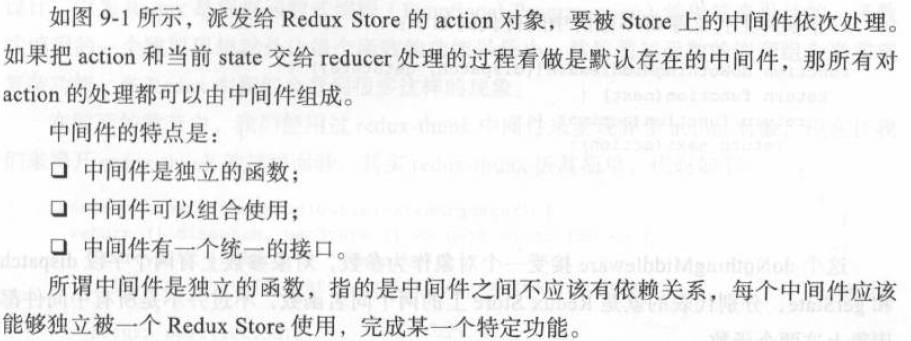 如图 9-1 所示，派发给 Redux Store 的 action 对象，要被 Store 上的中间件依次处理。
如果把 action 和当前 state 交给 reducer 处理的过程看做是默认存在的中间件，那所有对
action 的处理都可以由中间件组成。
中间件的特点是：
❑ 中间件是独立的函数；
❑ 中间件可以组合使用；
❑ 中间件有一个统一的接口。
所谓中间件是独立的函数，指的是中间件之间不应该有依赖关系，每个中间件应该
能够独立被一个 Redux Store 使用，完成某一个特定功能。